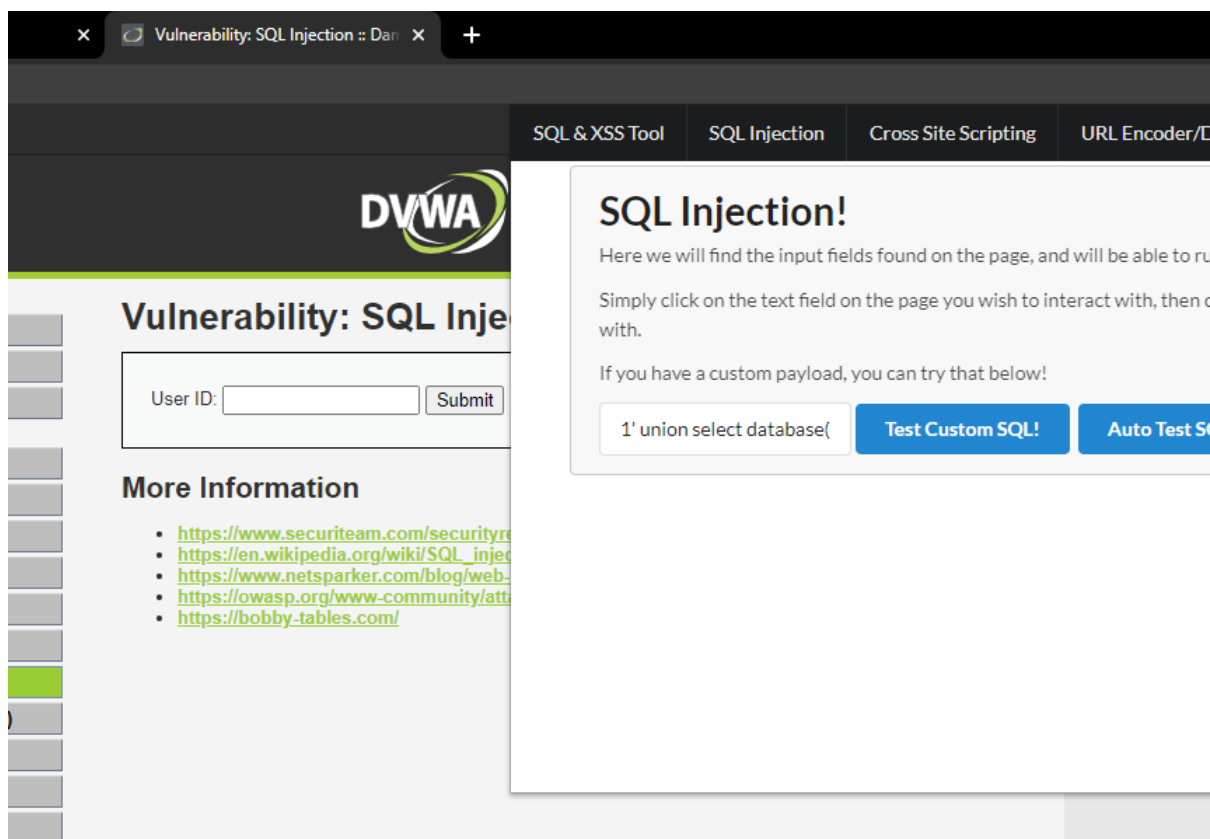 Vulnerability: SQL Injection :: Dam
SQL & XSS Tool
SQL Injection
Cross Site Scripting
URL Encoder/D
DVWA
SQL Injection!
Here we will find the input fields found on the page, and will be able to ru
Simply click on the text field on the page you wish to interact with, then
with.
If you have a custom payload, you can try that below!
1' union select database(
Test Custom SQL!
Auto Test SQ
Vulnerability: SQL Inje
User ID:
Submit
More Information
https://www.securiteam.com/securityre
https://en.wikipedia.org/wiki/SQL_injec
https://www.netsparker.com/blog/web-
https://owasp.org/www-community/atta
https://bobby-tables.com/
)